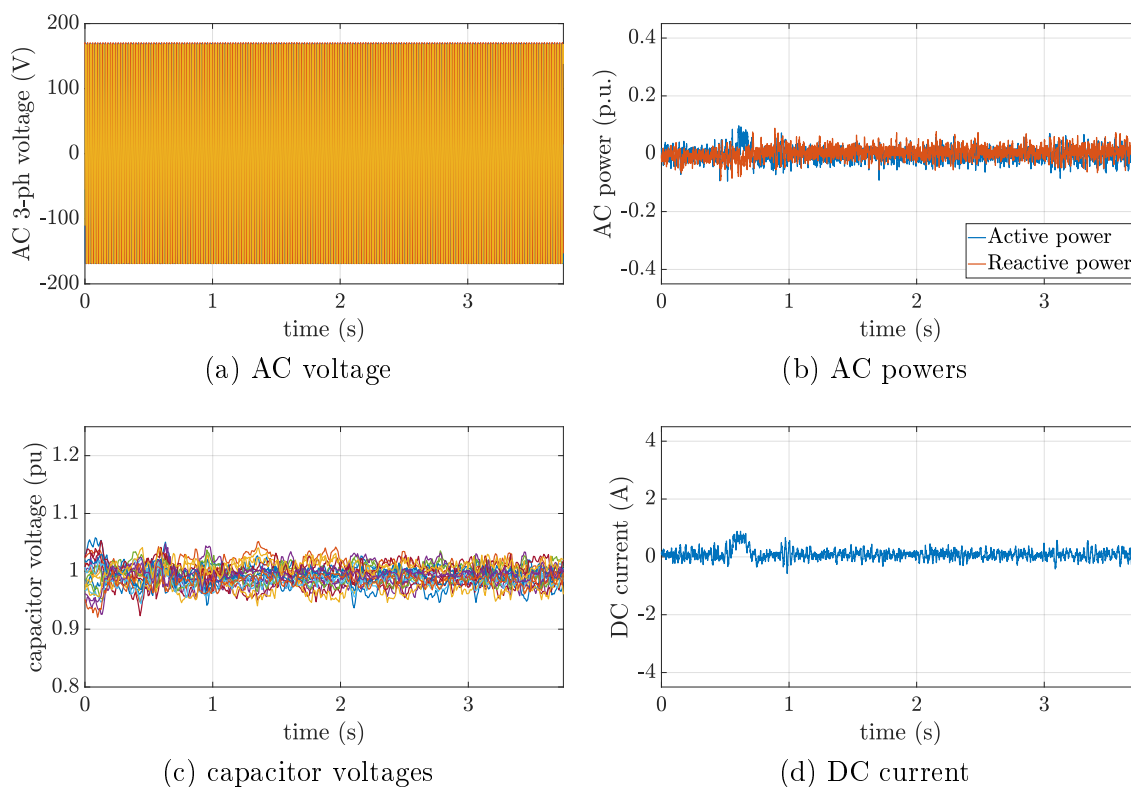 AC 3-ph voltage (V)
200
100
0
-100
-200
0
1
2
3
time (s)
(a) AC voltage
AC power (p.u.)
0.4
0.2
0
-0.2
-0.4
Active power
Reactive power
0
1
2
3
time (s)
(b) AC powers
capacitor voltage (pu)
1.2
1.1
1
0.9
0.8
0
1
2
3
time (s)
(c) capacitor voltages
DC current (A)
4
2
0
-2
-4
0
1
2
3
time (s)
(d) DC current